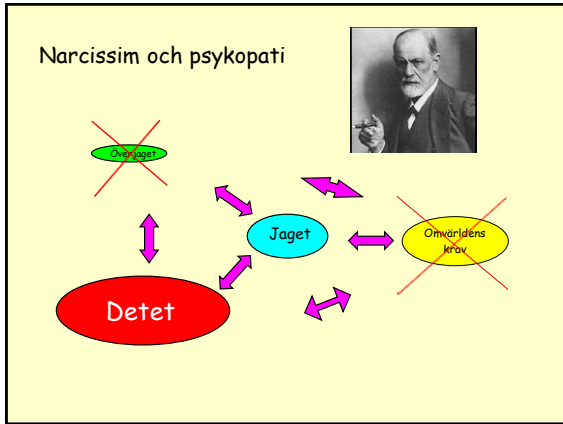 Narcissim och psykopati
Överjaget
Jaget
Omvärldens
krav
Detet